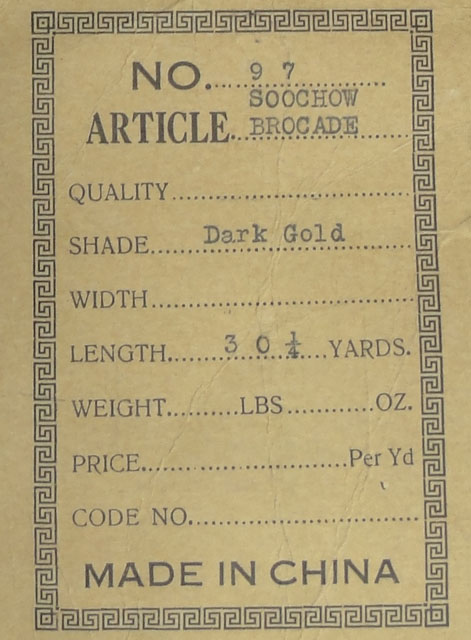 NO. 97
SOOCHOW
ARTICLE BROCADE
QUALITY
SHADE Dark Gold
WIDTH
LENGTH 30¼ YARDS.
WEIGHT LBS OZ.
PRICE Per Yd
CODE NO.
MADE IN CHINA